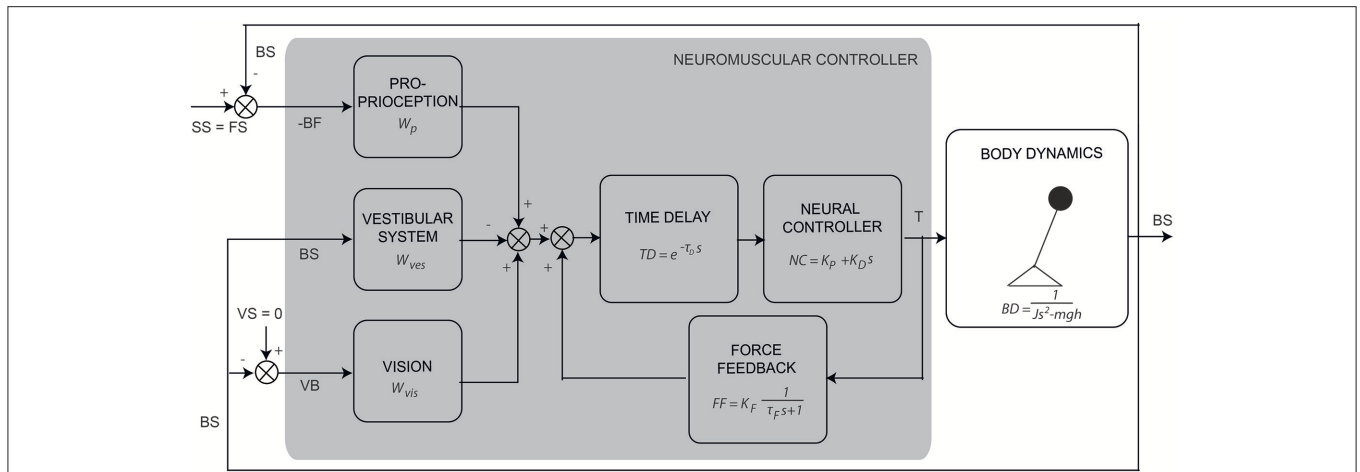 BS
NEUROMUSCULAR CONTROLLER
-
+
SS = FS
-BF
PRO-
PRIOCEPTION
W_p
+
VESTIBULAR
SYSTEM
W_ves
BS
-
+
+
+
+
TIME DELAY
TD = e^-τ_D s
NEURAL
CONTROLLER
NC = K_P + K_D s
T
BODY DYNAMICS
BD = 1/Js²-mgh
BS
VS = 0
-
+
VB
VISION
W_vis
FORCE
FEEDBACK
FF = K_F 1/τ_F s+1
BS